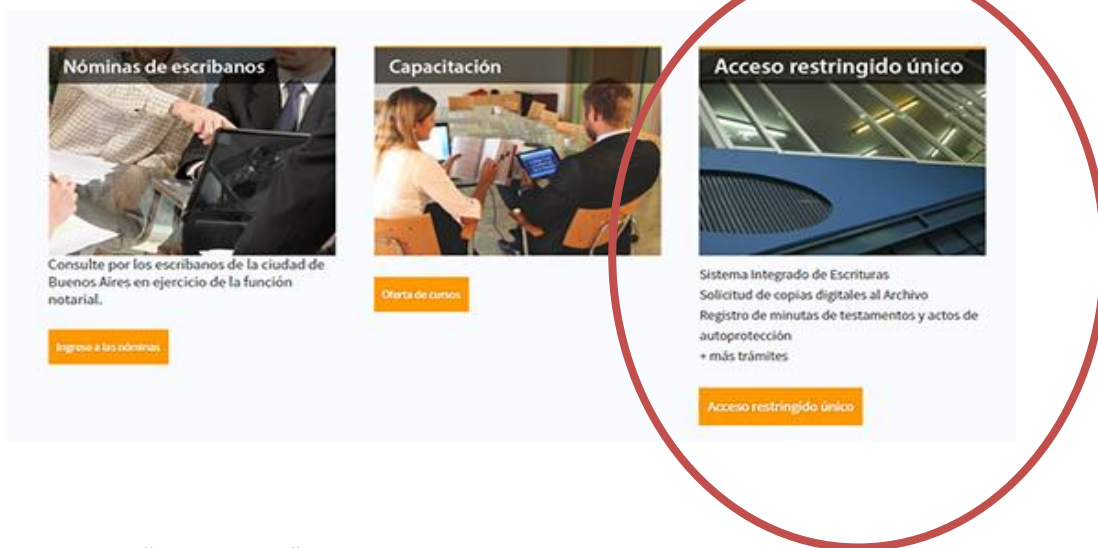 Nóminas de escribanos
Consulte por los escribanos de la ciudad de
Buenos Aires en ejercicio de la función
notarial.
Ingreso a las nóminas
Capacitación
Oferta de cursos
Acceso restringido único
Sistema Integrado de Escrituras
Solicitud de copias digitales al Archivo
Registro de minutas de testamentos y actos de
autoprotección
+ más trámites
Acceso restringido único